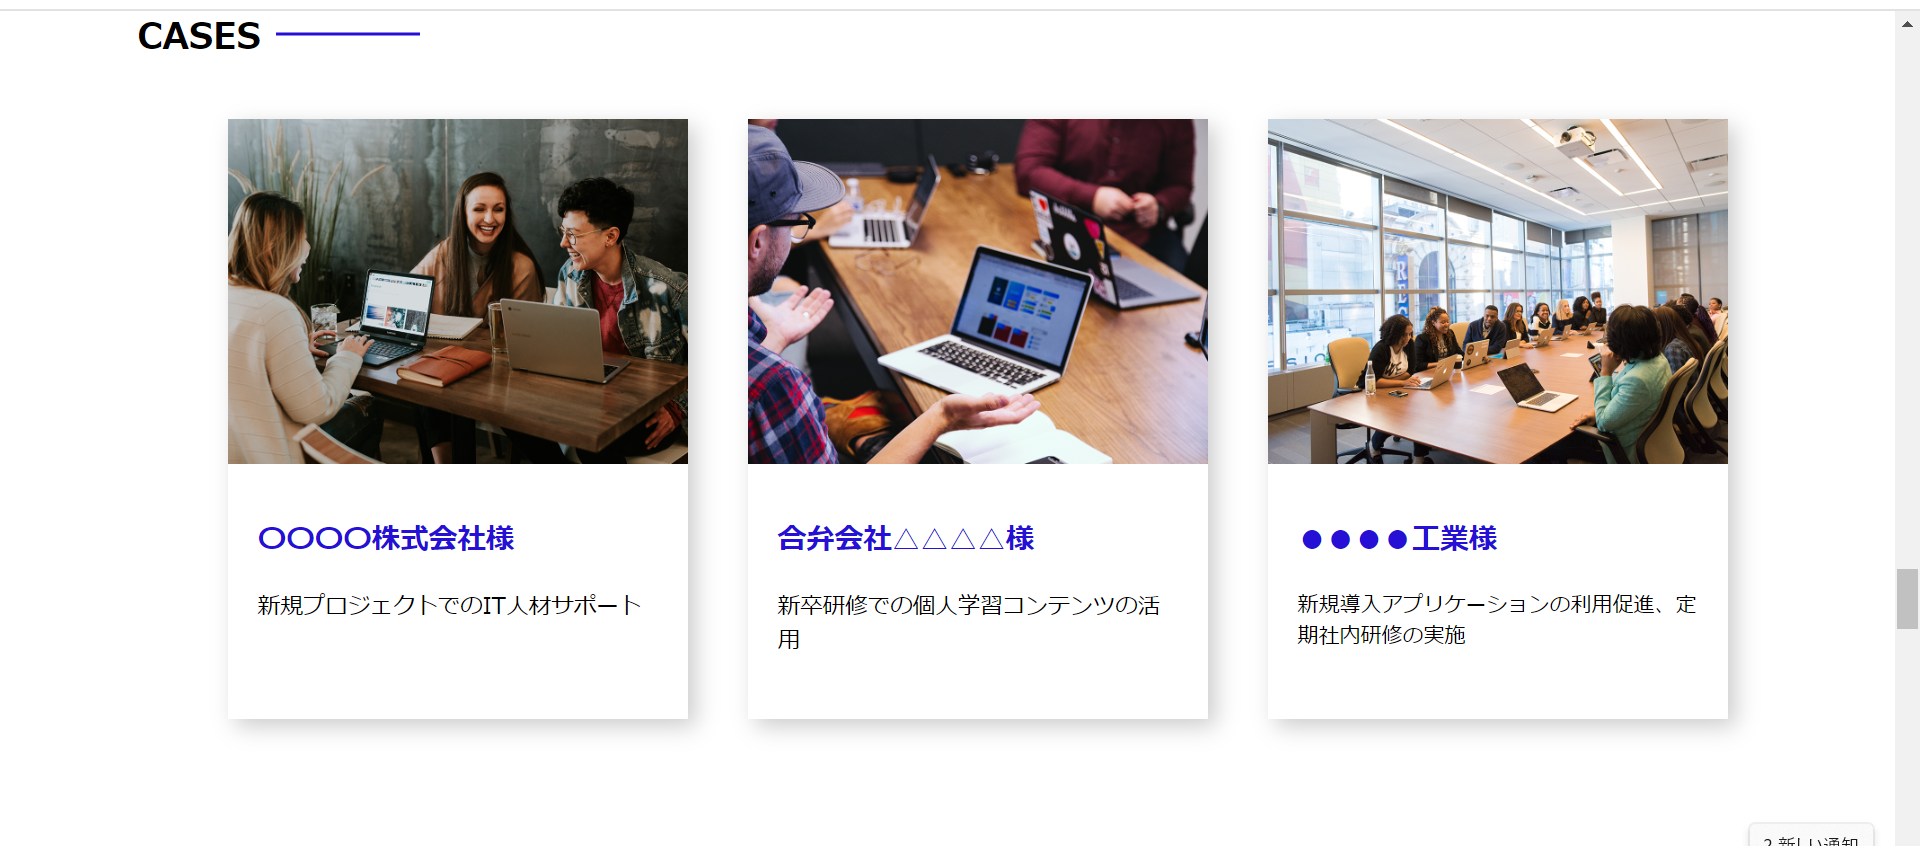 CASES
〇〇〇〇株式会社様
合弁会社△△△△様
●●●●工業様
新規プロジェクトでのIT人材サポート
新卒研修での個人学習コンテンツの活
用
新規導入アプリケーションの利用促進、定
期社内研修の実施
2 新しい通知